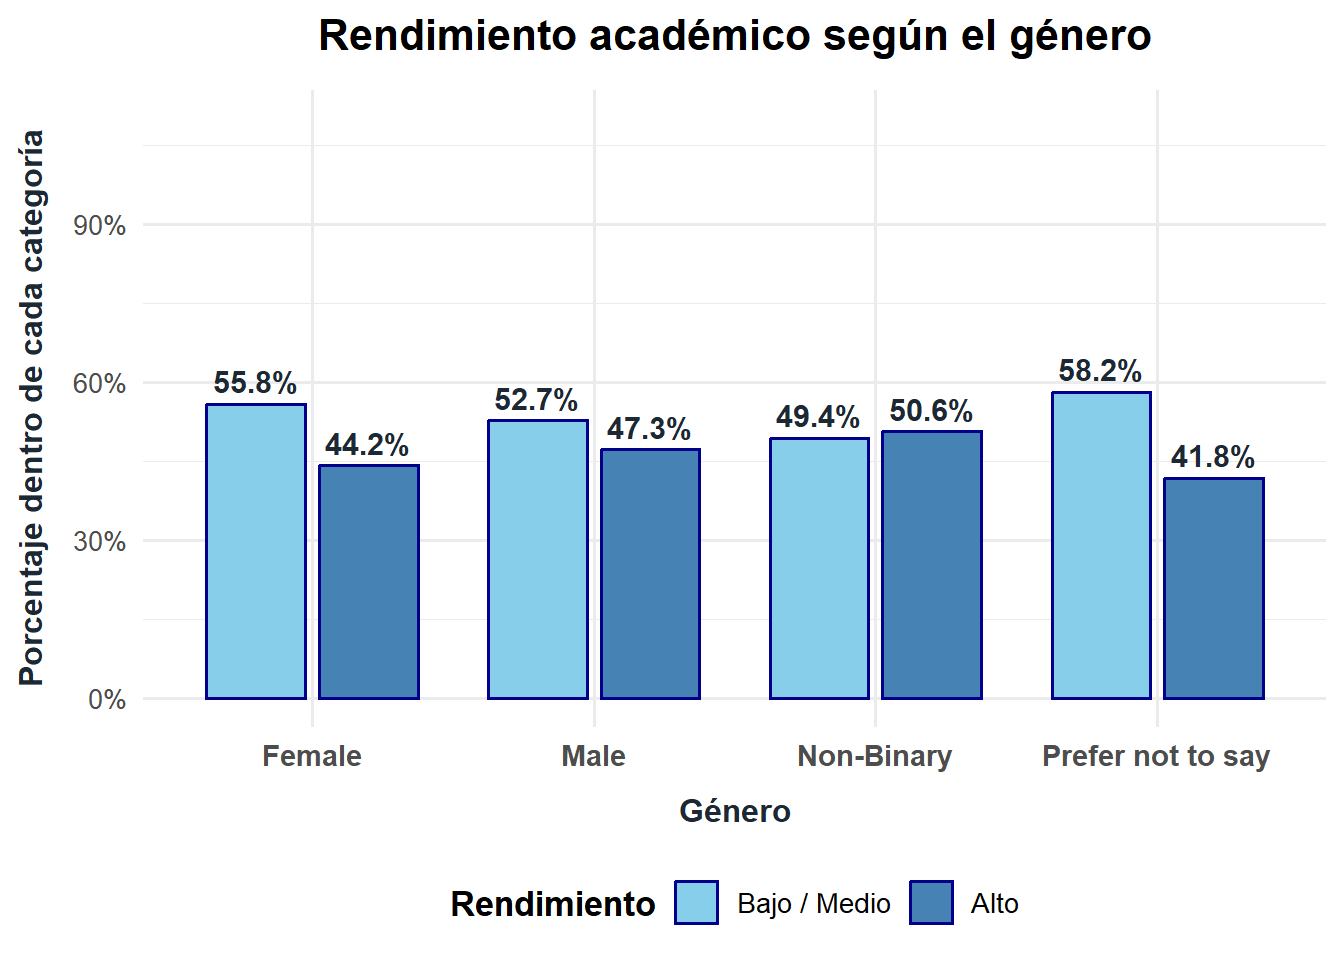 Rendimiento académico según el género
Porcentaje dentro de cada categoría
90%
60%
30%
0%
55.8%
44.2%
52.7%
47.3%
49.4%
50.6%
58.2%
41.8%
Female
Male
Non-Binary
Prefer not to say
Género
Rendimiento
Bajo / Medio
Alto